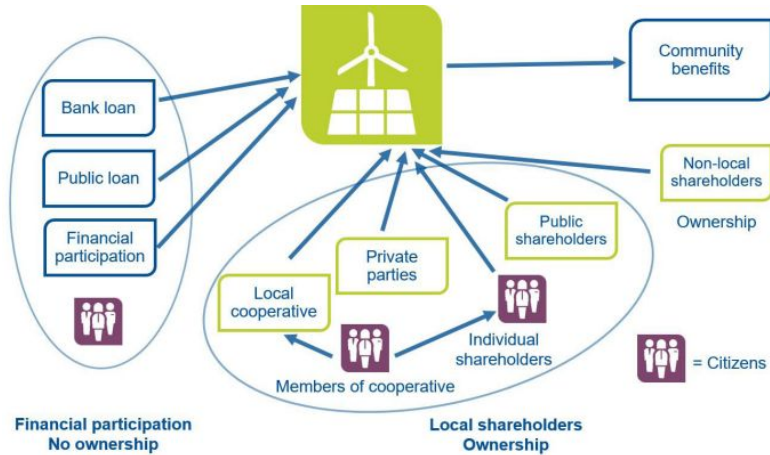 Bank loan
Public loan
Financial
participation
Community
benefits
Non-local
shareholders
Ownership
Public
shareholders
Private
parties
Local
cooperative
Individual
shareholders
Members of cooperative
= Citizens
Financial participation
No ownership
Local shareholders
Ownership